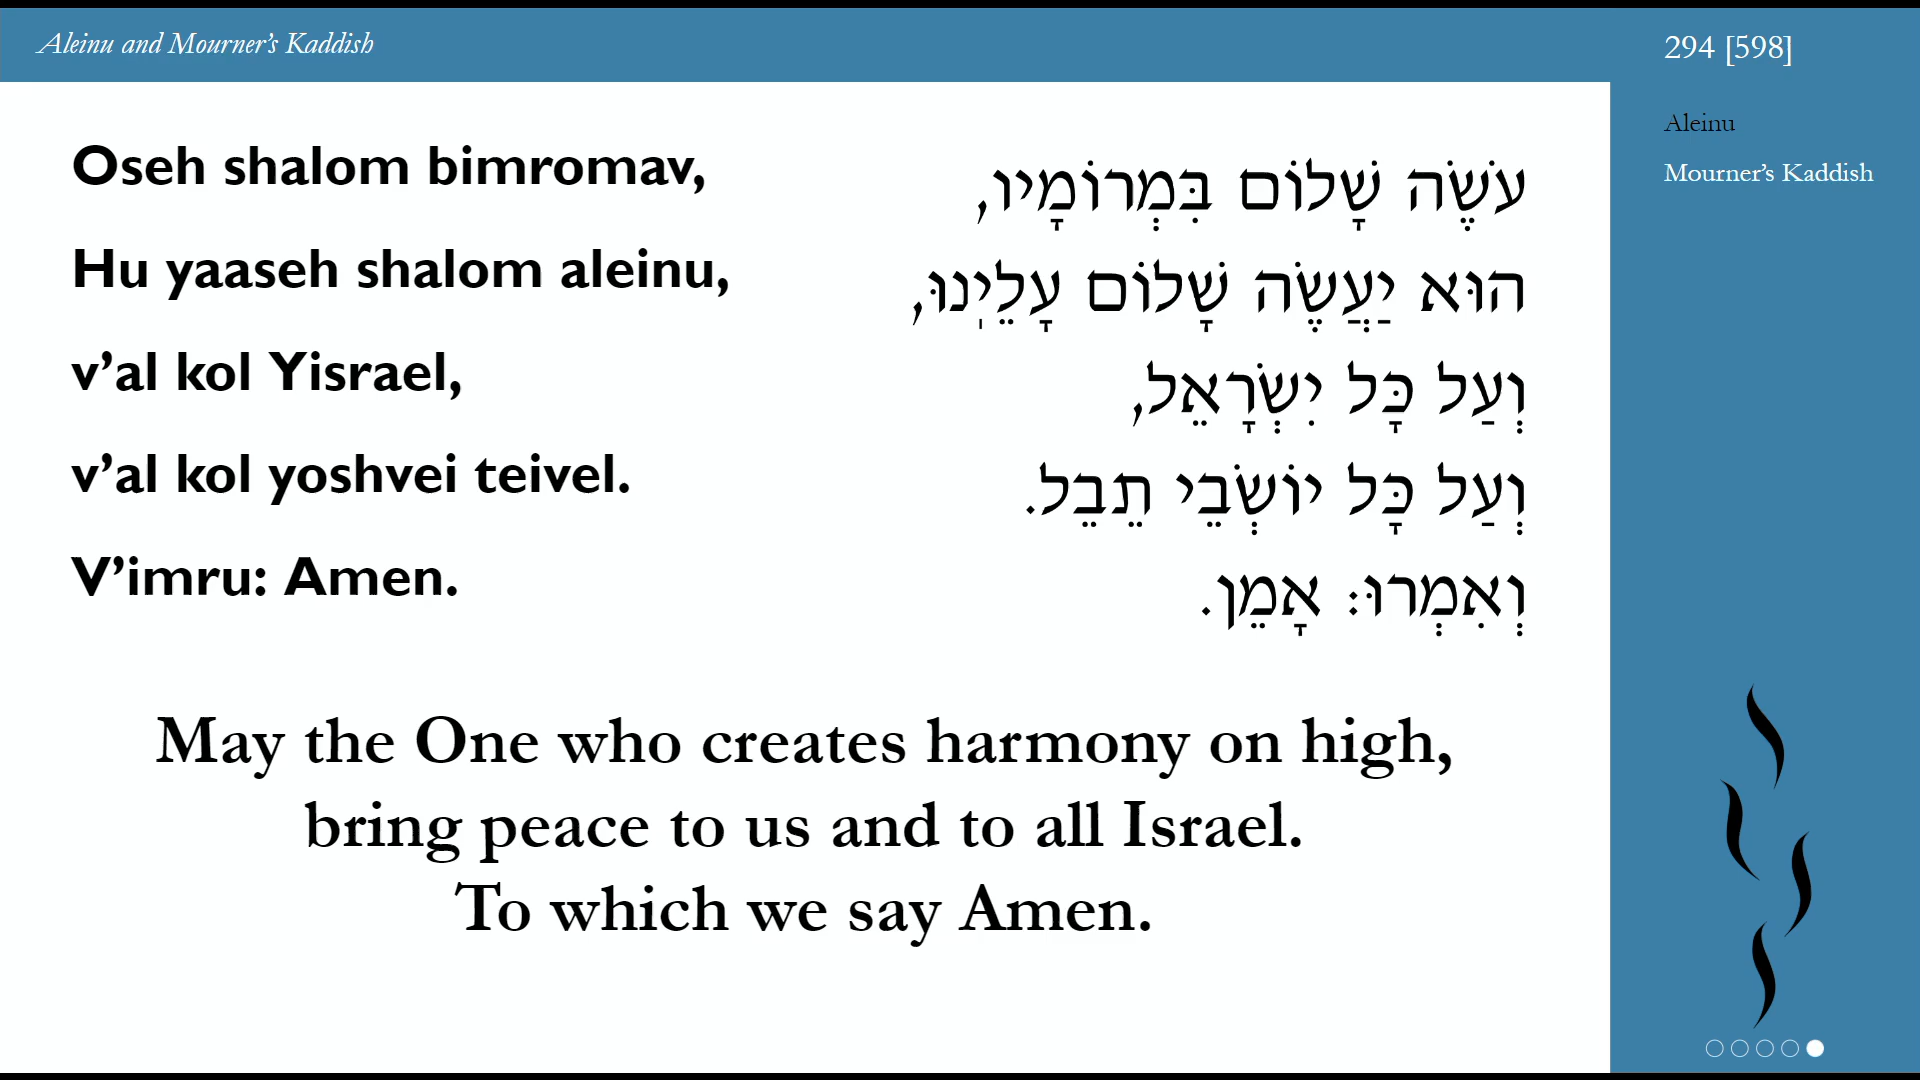 Aleinu and Mourner's Kaddish
294 [598]
Aleinu
Mourner's Kaddish
Oseh shalom bimromav,
Hu yaaseh shalom aleinu,
v'al kol Yisrael,
v'al kol yoshvei teivel.
V'imru: Amen.
עֹשֶׂה שָׁלוֹם בִּמְרוֹמָיו,
הוּא יַעֲשֶׂה שָׁלוֹם עָלֵיְנוּ,
וְעַל כָּל יִשְׂרָאֵל,
וְעַל כָּל יוֹשְׂבֵי תֵבֵל.
וְאִמְרוּ: אָמֵן.
May the One who creates harmony on high,
bring peace to us and to all Israel.
To which we say Amen.